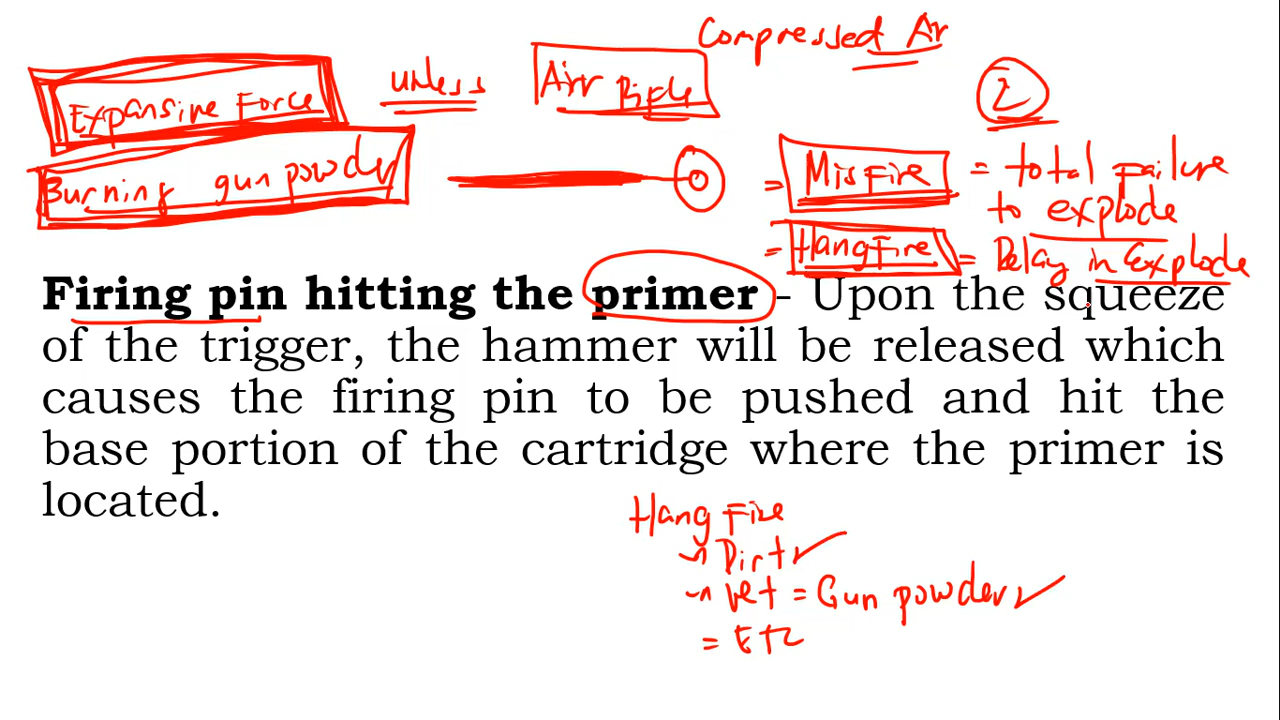 Compressed Air
Expansive Force unless Air Rifle
2
Burning gun powder
= Misfire = total failure
to explode
= Hangfire = Delay in Explode
Firing pin hitting the primer - Upon the squeeze
of the trigger, the hammer will be released which
causes the firing pin to be pushed and hit the
base portion of the cartridge where the primer is
located.
Hang Fire
Dirt ✓
wet = Gun powder ✓
= Etc